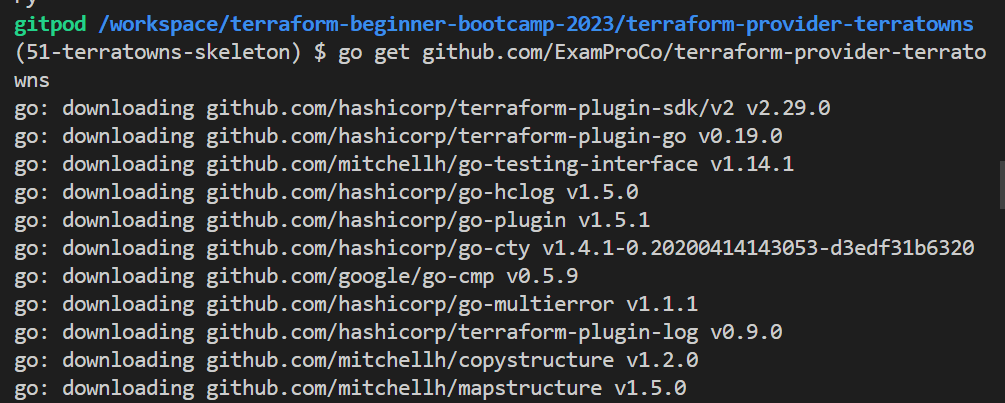 ry
gitpod /workspace/terraform-beginner-bootcamp-2023/terraform-provider-terratowns
(51-terratowns-skeleton) $ go get github.com/ExamProCo/terraform-provider-terrato
wns
go: downloading github.com/hashicorp/terraform-plugin-sdk/v2 v2.29.0
go: downloading github.com/hashicorp/terraform-plugin-go v0.19.0
go: downloading github.com/mitchellh/go-testing-interface v1.14.1
go: downloading github.com/hashicorp/go-hclog v1.5.0
go: downloading github.com/hashicorp/go-plugin v1.5.1
go: downloading github.com/hashicorp/go-cty v1.4.1-0.20200414143053-d3edf31b6320
go: downloading github.com/google/go-cmp v0.5.9
go: downloading github.com/hashicorp/go-multierror v1.1.1
go: downloading github.com/hashicorp/terraform-plugin-log v0.9.0
go: downloading github.com/mitchellh/copystructure v1.2.0
go: downloading github.com/mitchellh/mapstructure v1.5.0